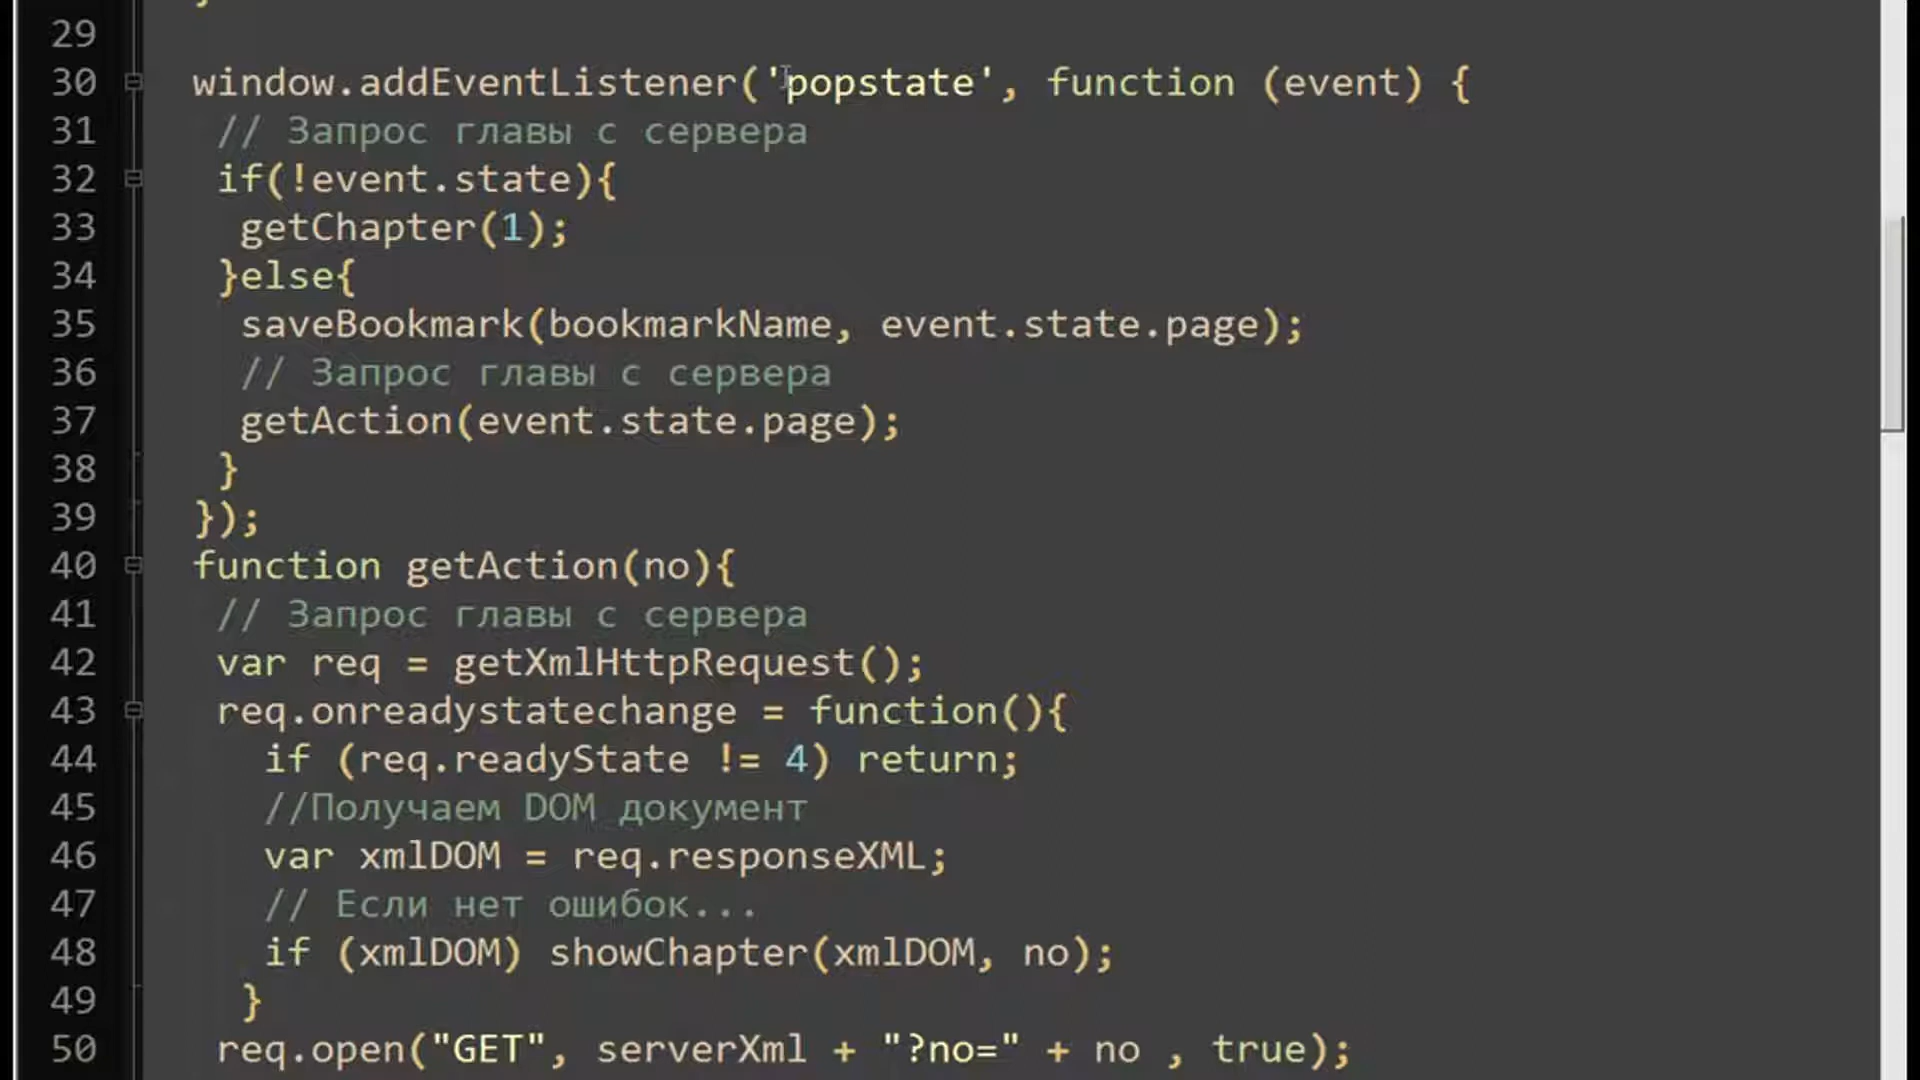 29
30 window.addEventListener('popstate', function (event) {
31 // Запрос главы с сервера
32 if(!event.state){
33 getChapter(1);
34 }else{
35 saveBookmark(bookmarkName, event.state.page);
36 // Запрос главы с сервера
37 getAction(event.state.page);
38 }
39 });
40 function getAction(no){
41 // Запрос главы с сервера
42 var req = getXmlHttpRequest();
43 req.onreadystatechange = function(){
44 if (req.readyState != 4) return;
45 //Получаем DOM документ
46 var xmlDOM = req.responseXML;
47 // Если нет ошибок...
48 if (xmlDOM) showChapter(xmlDOM, no);
49 }
50 req.open("GET", serverXml + "?no=" + no , true);